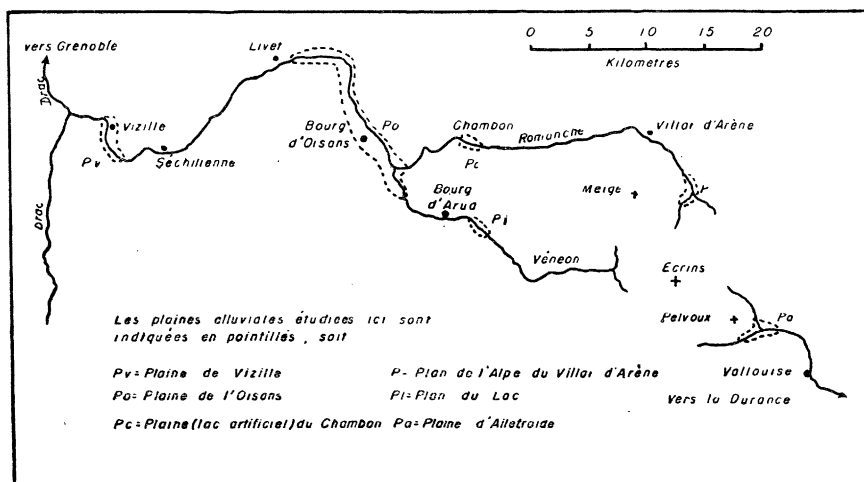 vers Grenoble
Livet
0 5 10 15 20
Kilometres
Drac
Vizille
Séchilienne
Pv
Bourg
d'Oisans
Po
Chambon
Pc
Romanche
Villar d'Arène
Meige
P
Bourg
d'Arud
Pl
Vénéon
Ecrins
Pelvoux
Pa
Drac
Vallouise
Vers la Durance
Les plaines alluviales étudiées ici sont
indiquées en pointillés, soit
Pv=Plaine de Vizille
P-Plan de l'Alpe du Villar d'Arène
Po=Plaine de l'Oisans
Pl=Plan du Lac
Pc=Plaine(lac artificiel)du Chambon
Pa=Plaine d'Ailefroide